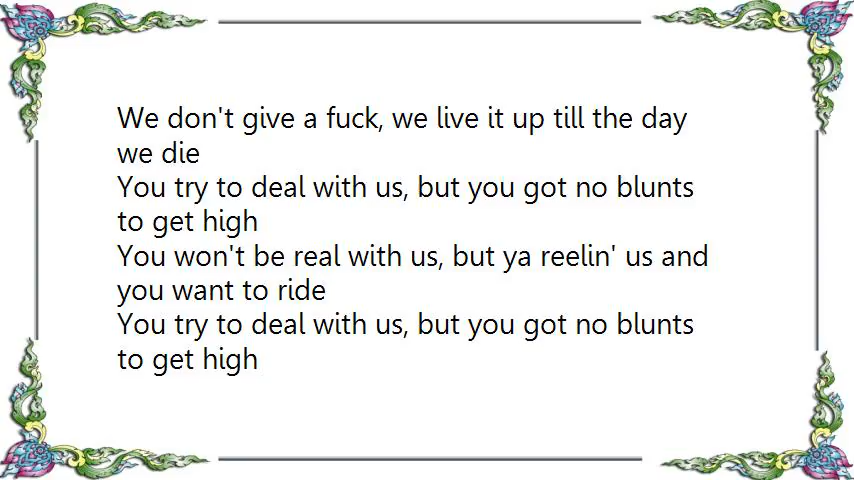 We don't give a fuck, we live it up till the day
we die
You try to deal with us, but you got no blunts
to get high
You won't be real with us, but ya reelin' us and
you want to ride
You try to deal with us, but you got no blunts
to get high